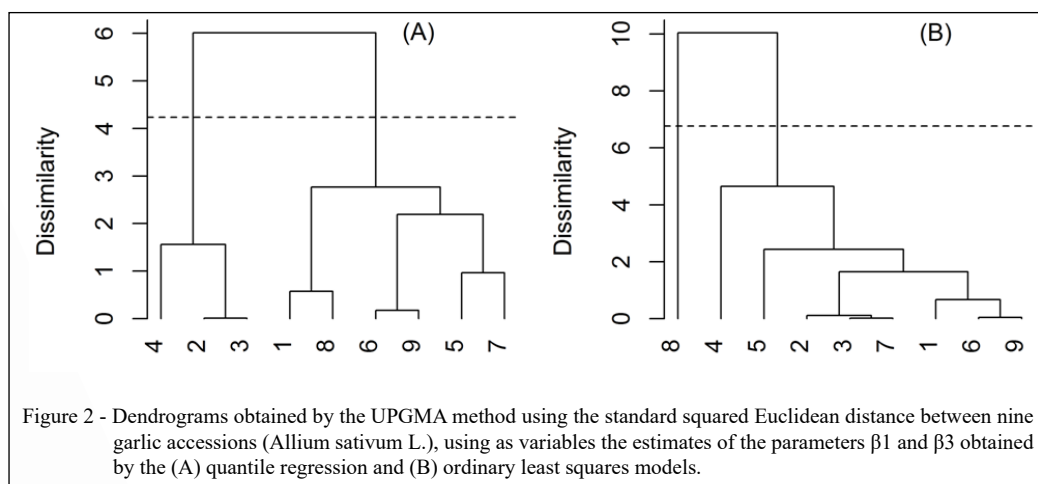 (A)
Dissimilarity
0 1 2 3 4 5 6
4 2 3 1 8 6 9 5 7
(B)
Dissimilarity
0 2 4 6 8 10
8 4 5 2 3 7 1 6 9
Figure 2 - Dendrograms obtained by the UPGMA method using the standard squared Euclidean distance between nine
garlic accessions (Allium sativum L.), using as variables the estimates of the parameters β1 and β3 obtained
by the (A) quantile regression and (B) ordinary least squares models.